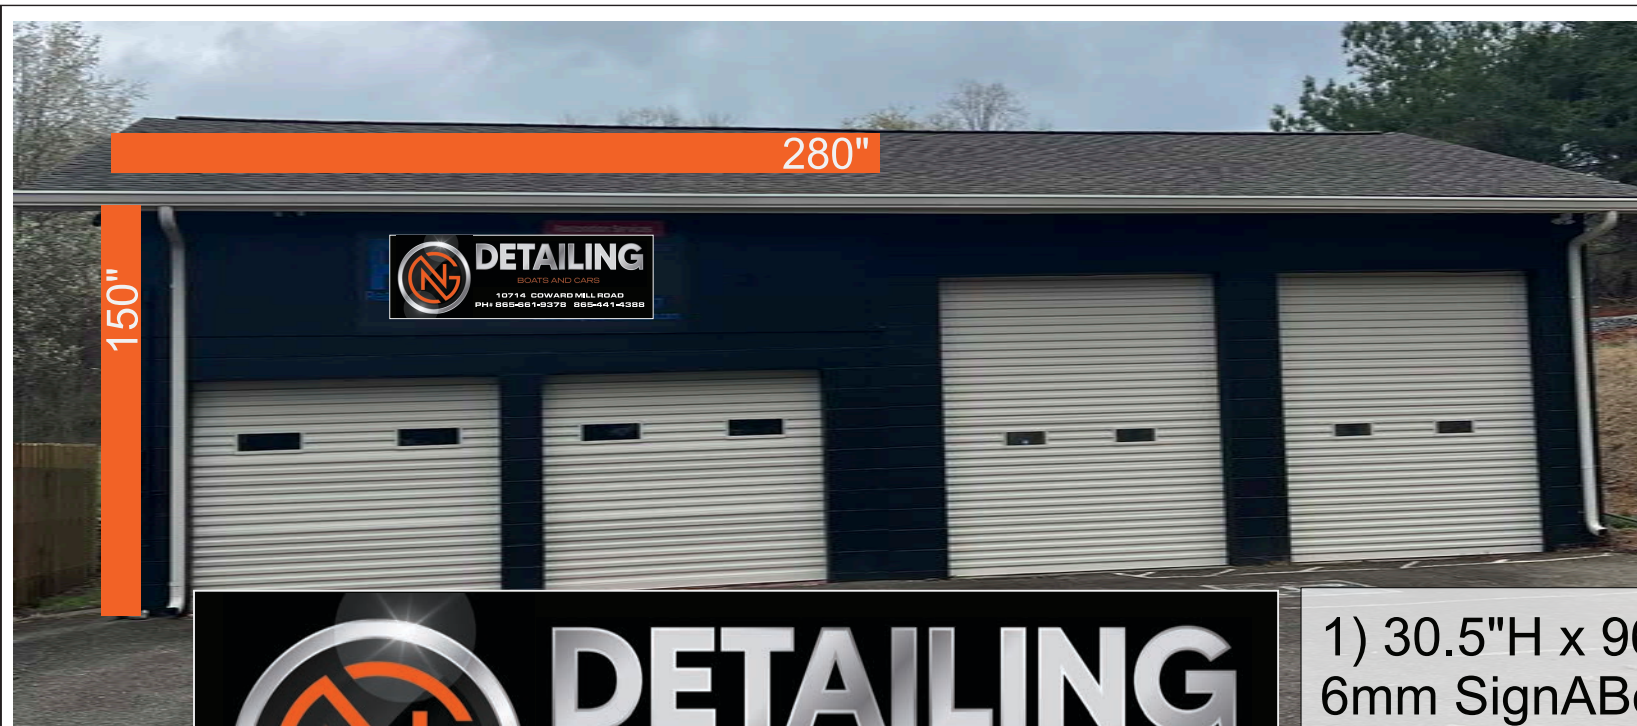 280"
150"
DETAILING
BOATS AND CARS
10714 COWARD MILL ROAD
PH# 865-661-9378 865-441-4388
DETAILING
1) 30.5"H x 9
6mm SignAB